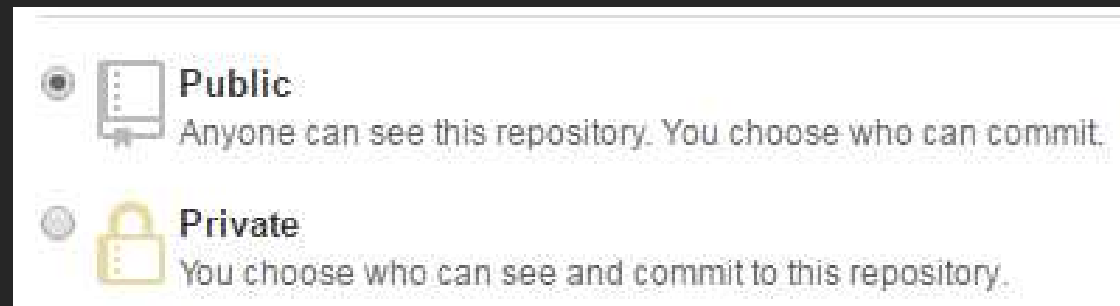 Public
Anyone can see this repository. You choose who can commit.
Private
You choose who can see and commit to this repository.